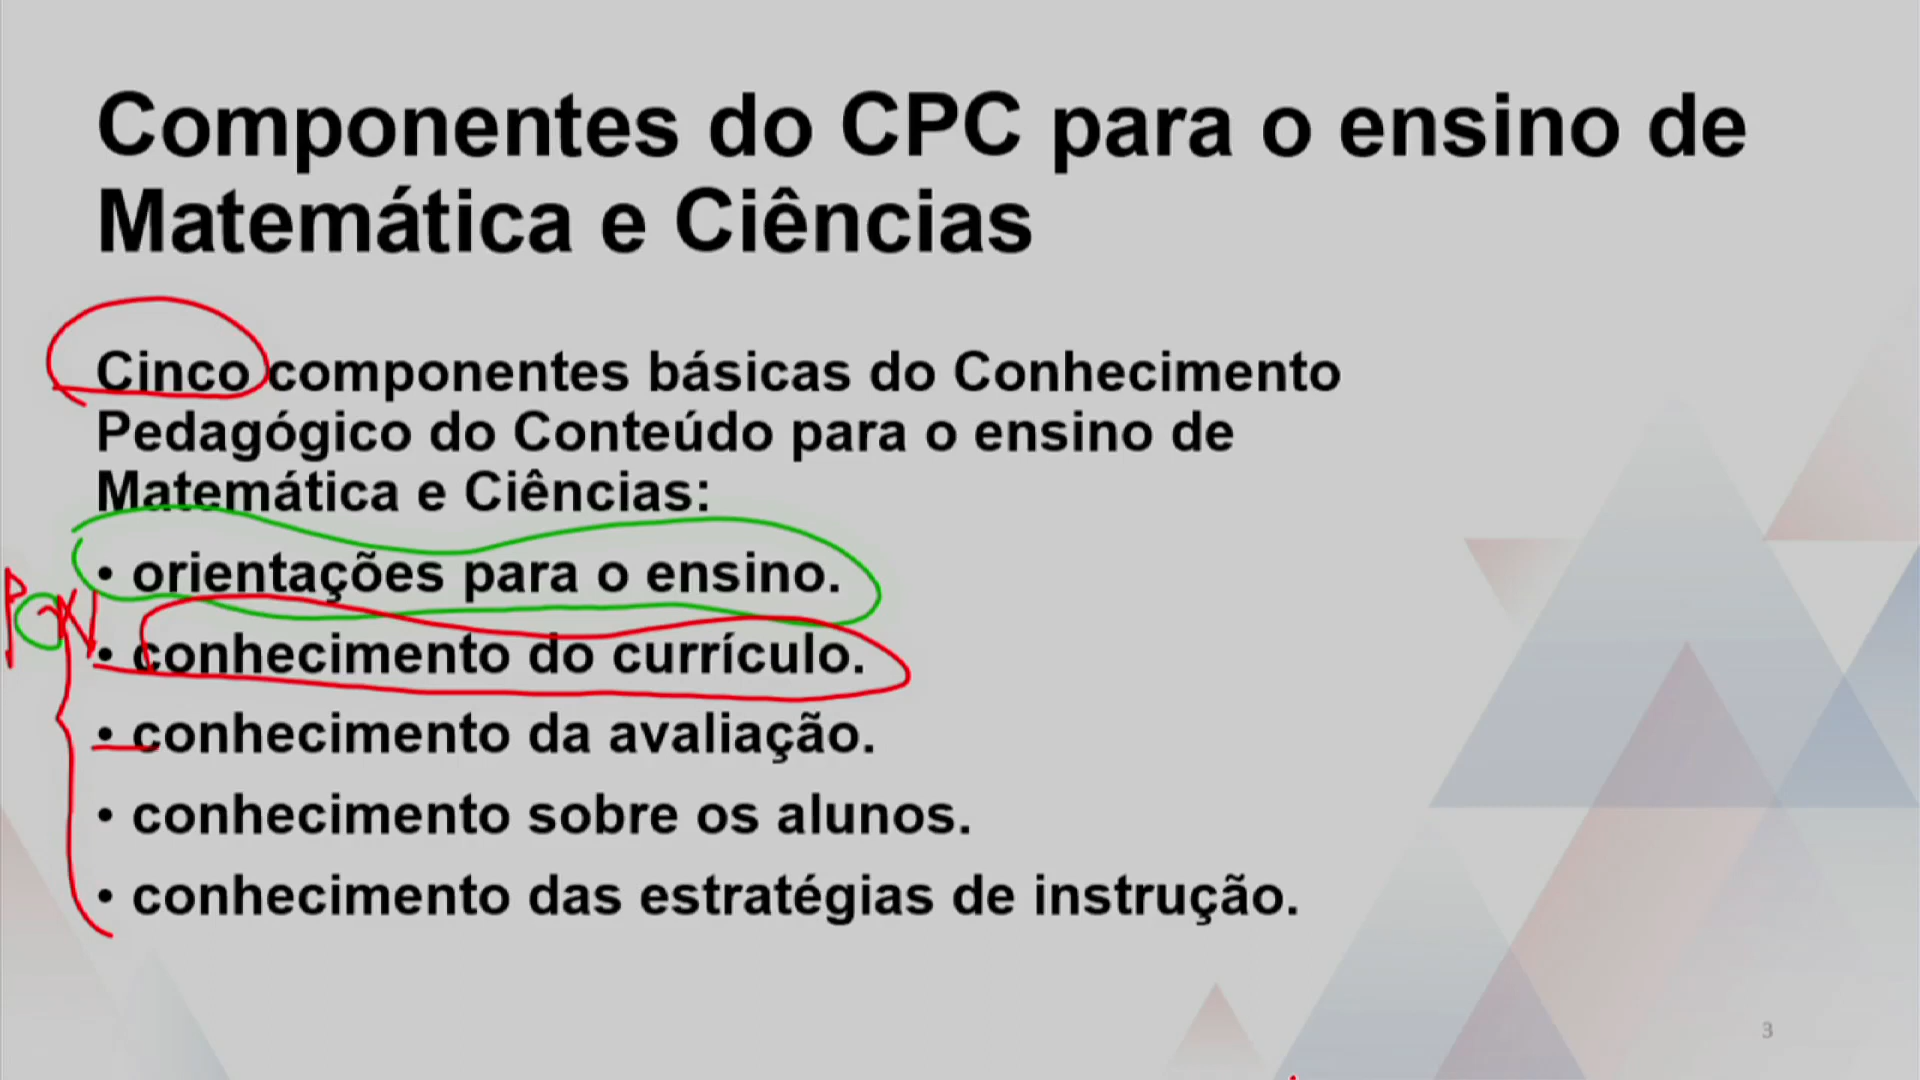 Componentes do CPC para o ensino de
Matemática e Ciências
Cinco componentes básicas do Conhecimento
Pedagógico do Conteúdo para o ensino de
Matemática e Ciências:
• orientações para o ensino.
• conhecimento do currículo.
• conhecimento da avaliação.
• conhecimento sobre os alunos.
• conhecimento das estratégias de instrução.
3